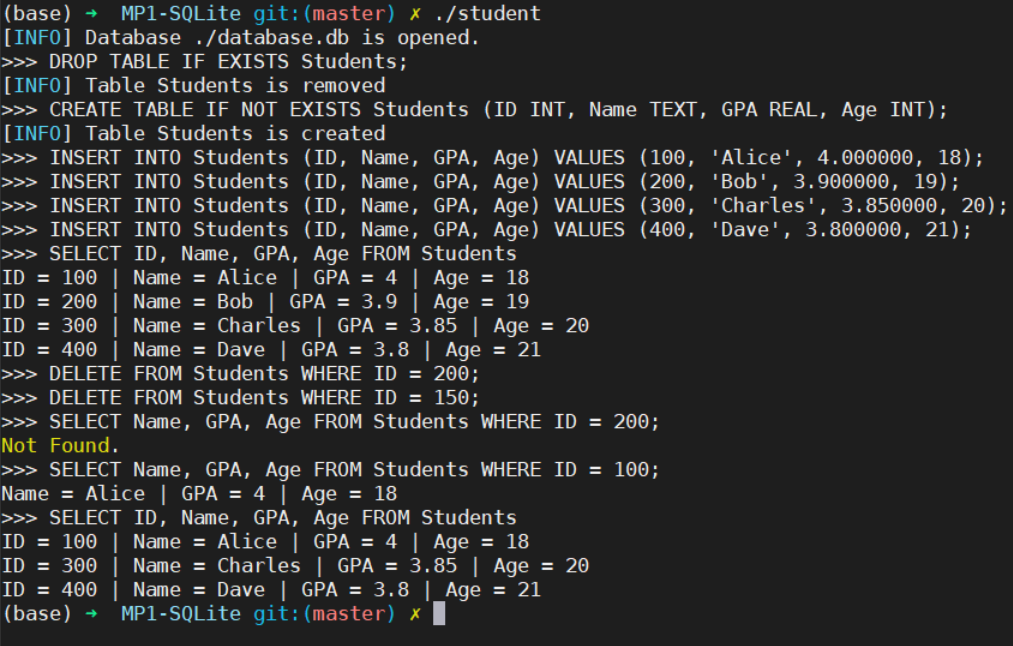 (base) ➜  MP1-SQLite git:(master) ✗ ./student
[INFO] Database ./database.db is opened.
>>> DROP TABLE IF EXISTS Students;
[INFO] Table Students is removed
>>> CREATE TABLE IF NOT EXISTS Students (ID INT, Name TEXT, GPA REAL, Age INT);
[INFO] Table Students is created
>>> INSERT INTO Students (ID, Name, GPA, Age) VALUES (100, 'Alice', 4.000000, 18);
>>> INSERT INTO Students (ID, Name, GPA, Age) VALUES (200, 'Bob', 3.900000, 19);
>>> INSERT INTO Students (ID, Name, GPA, Age) VALUES (300, 'Charles', 3.850000, 20);
>>> INSERT INTO Students (ID, Name, GPA, Age) VALUES (400, 'Dave', 3.800000, 21);
>>> SELECT ID, Name, GPA, Age FROM Students
ID = 100 | Name = Alice | GPA = 4 | Age = 18
ID = 200 | Name = Bob | GPA = 3.9 | Age = 19
ID = 300 | Name = Charles | GPA = 3.85 | Age = 20
ID = 400 | Name = Dave | GPA = 3.8 | Age = 21
>>> DELETE FROM Students WHERE ID = 200;
>>> DELETE FROM Students WHERE ID = 150;
>>> SELECT Name, GPA, Age FROM Students WHERE ID = 200;
Not Found.
>>> SELECT Name, GPA, Age FROM Students WHERE ID = 100;
Name = Alice | GPA = 4 | Age = 18
>>> SELECT ID, Name, GPA, Age FROM Students
ID = 100 | Name = Alice | GPA = 4 | Age = 18
ID = 300 | Name = Charles | GPA = 3.85 | Age = 20
ID = 400 | Name = Dave | GPA = 3.8 | Age = 21
(base) ➜  MP1-SQLite git:(master) ✗